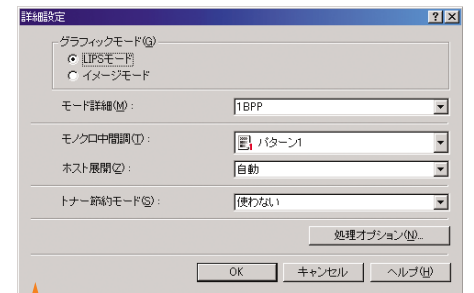 詳細設定
グラフィックモード(G)
LIPSモード
イメージモード
モード詳細(M) : 1BPP
モノクロ中間調(T) : パターン1
ホスト展開(Z) : 自動
トナー節約モード(S) : 使わない
処理オプション(N)...
OK キャンセル ヘルプ(H)